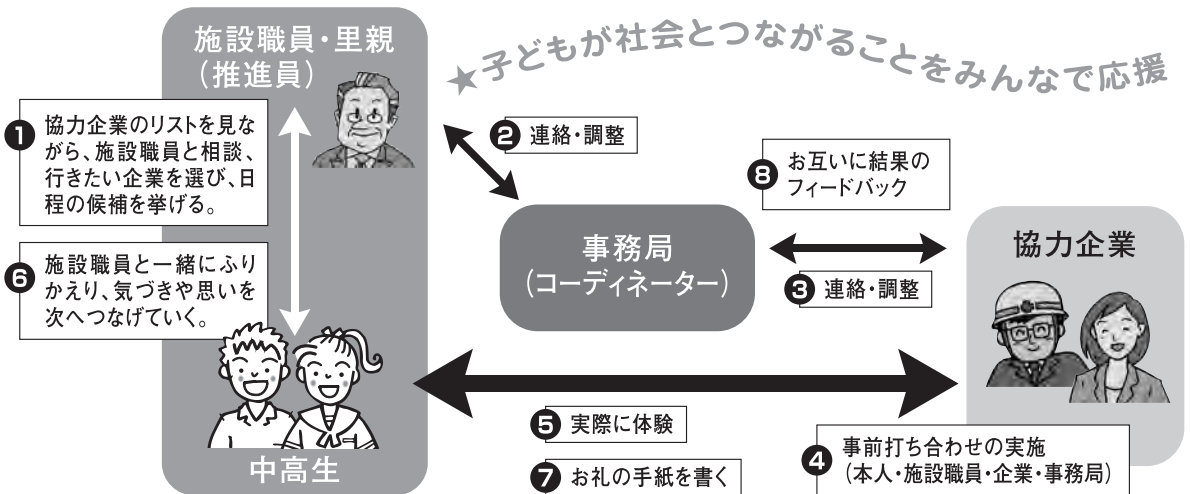 施設職員・里親
（推進員）
★子どもが社会とつながることをみんなで応援
❶ 協力企業のリストを見な
がら、施設職員と相談、
行きたい企業を選び、日
程の候補を挙げる。
❷ 連絡・調整
❽ お互いに結果の
フィードバック
事務局
（コーディネーター）
協力企業
❸ 連絡・調整
❻ 施設職員と一緒にふり
かえり、気づきや思いを
次へつなげていく。
中高生
❺ 実際に体験
❼ お礼の手紙を書く
❹ 事前打ち合わせの実施
（本人・施設職員・企業・事務局）